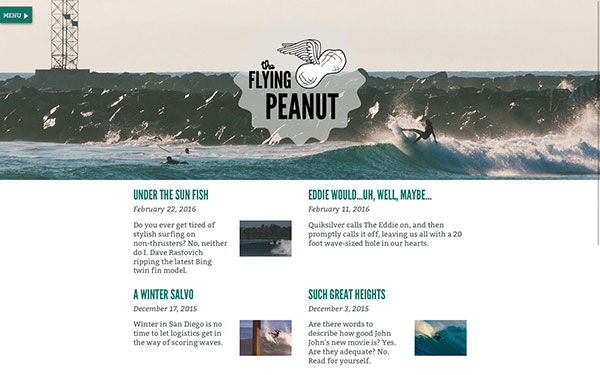 MENU
the
FLYING
PEANUT
UNDER THE SUN FISH
February 22, 2016
Do you ever get tired of
stylish surfing on
non-thrusters? No, neither
do I. Dave Rastovich
ripping the latest Bing
twin fin model.
EDDIE WOULD...UH, WELL, MAYBE...
February 11, 2016
Quiksilver calls The Eddie on, and then
promptly calls it off, leaving us all with a 20
foot wave-sized hole in our hearts.
A WINTER SALVO
December 17, 2015
Winter in San Diego is no
time to let logistics get in
the way of scoring waves.
SUCH GREAT HEIGHTS
December 3, 2015
Are there words to
describe how good John
John's new movie is? Yes.
Are they adequate? No.
Read for yourself.